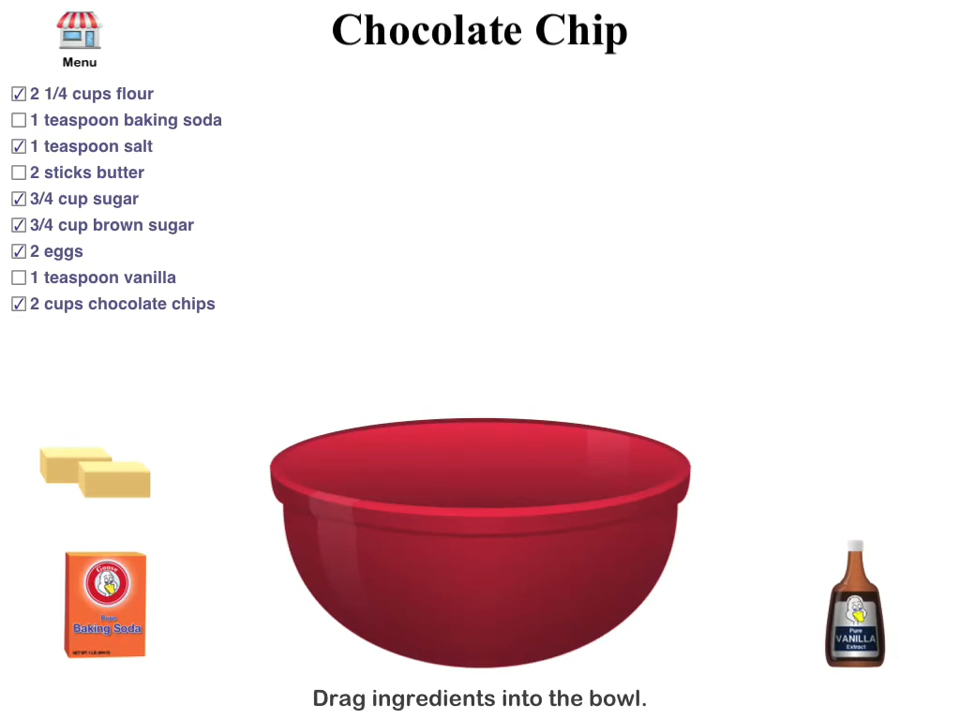 Chocolate Chip
Menu
2 1/4 cups flour
1 teaspoon baking soda
1 teaspoon salt
2 sticks butter
3/4 cup sugar
3/4 cup brown sugar
2 eggs
1 teaspoon vanilla
2 cups chocolate chips
Goose
Baking Soda
Pure
VANILLA
Extract
Drag ingredients into the bowl.